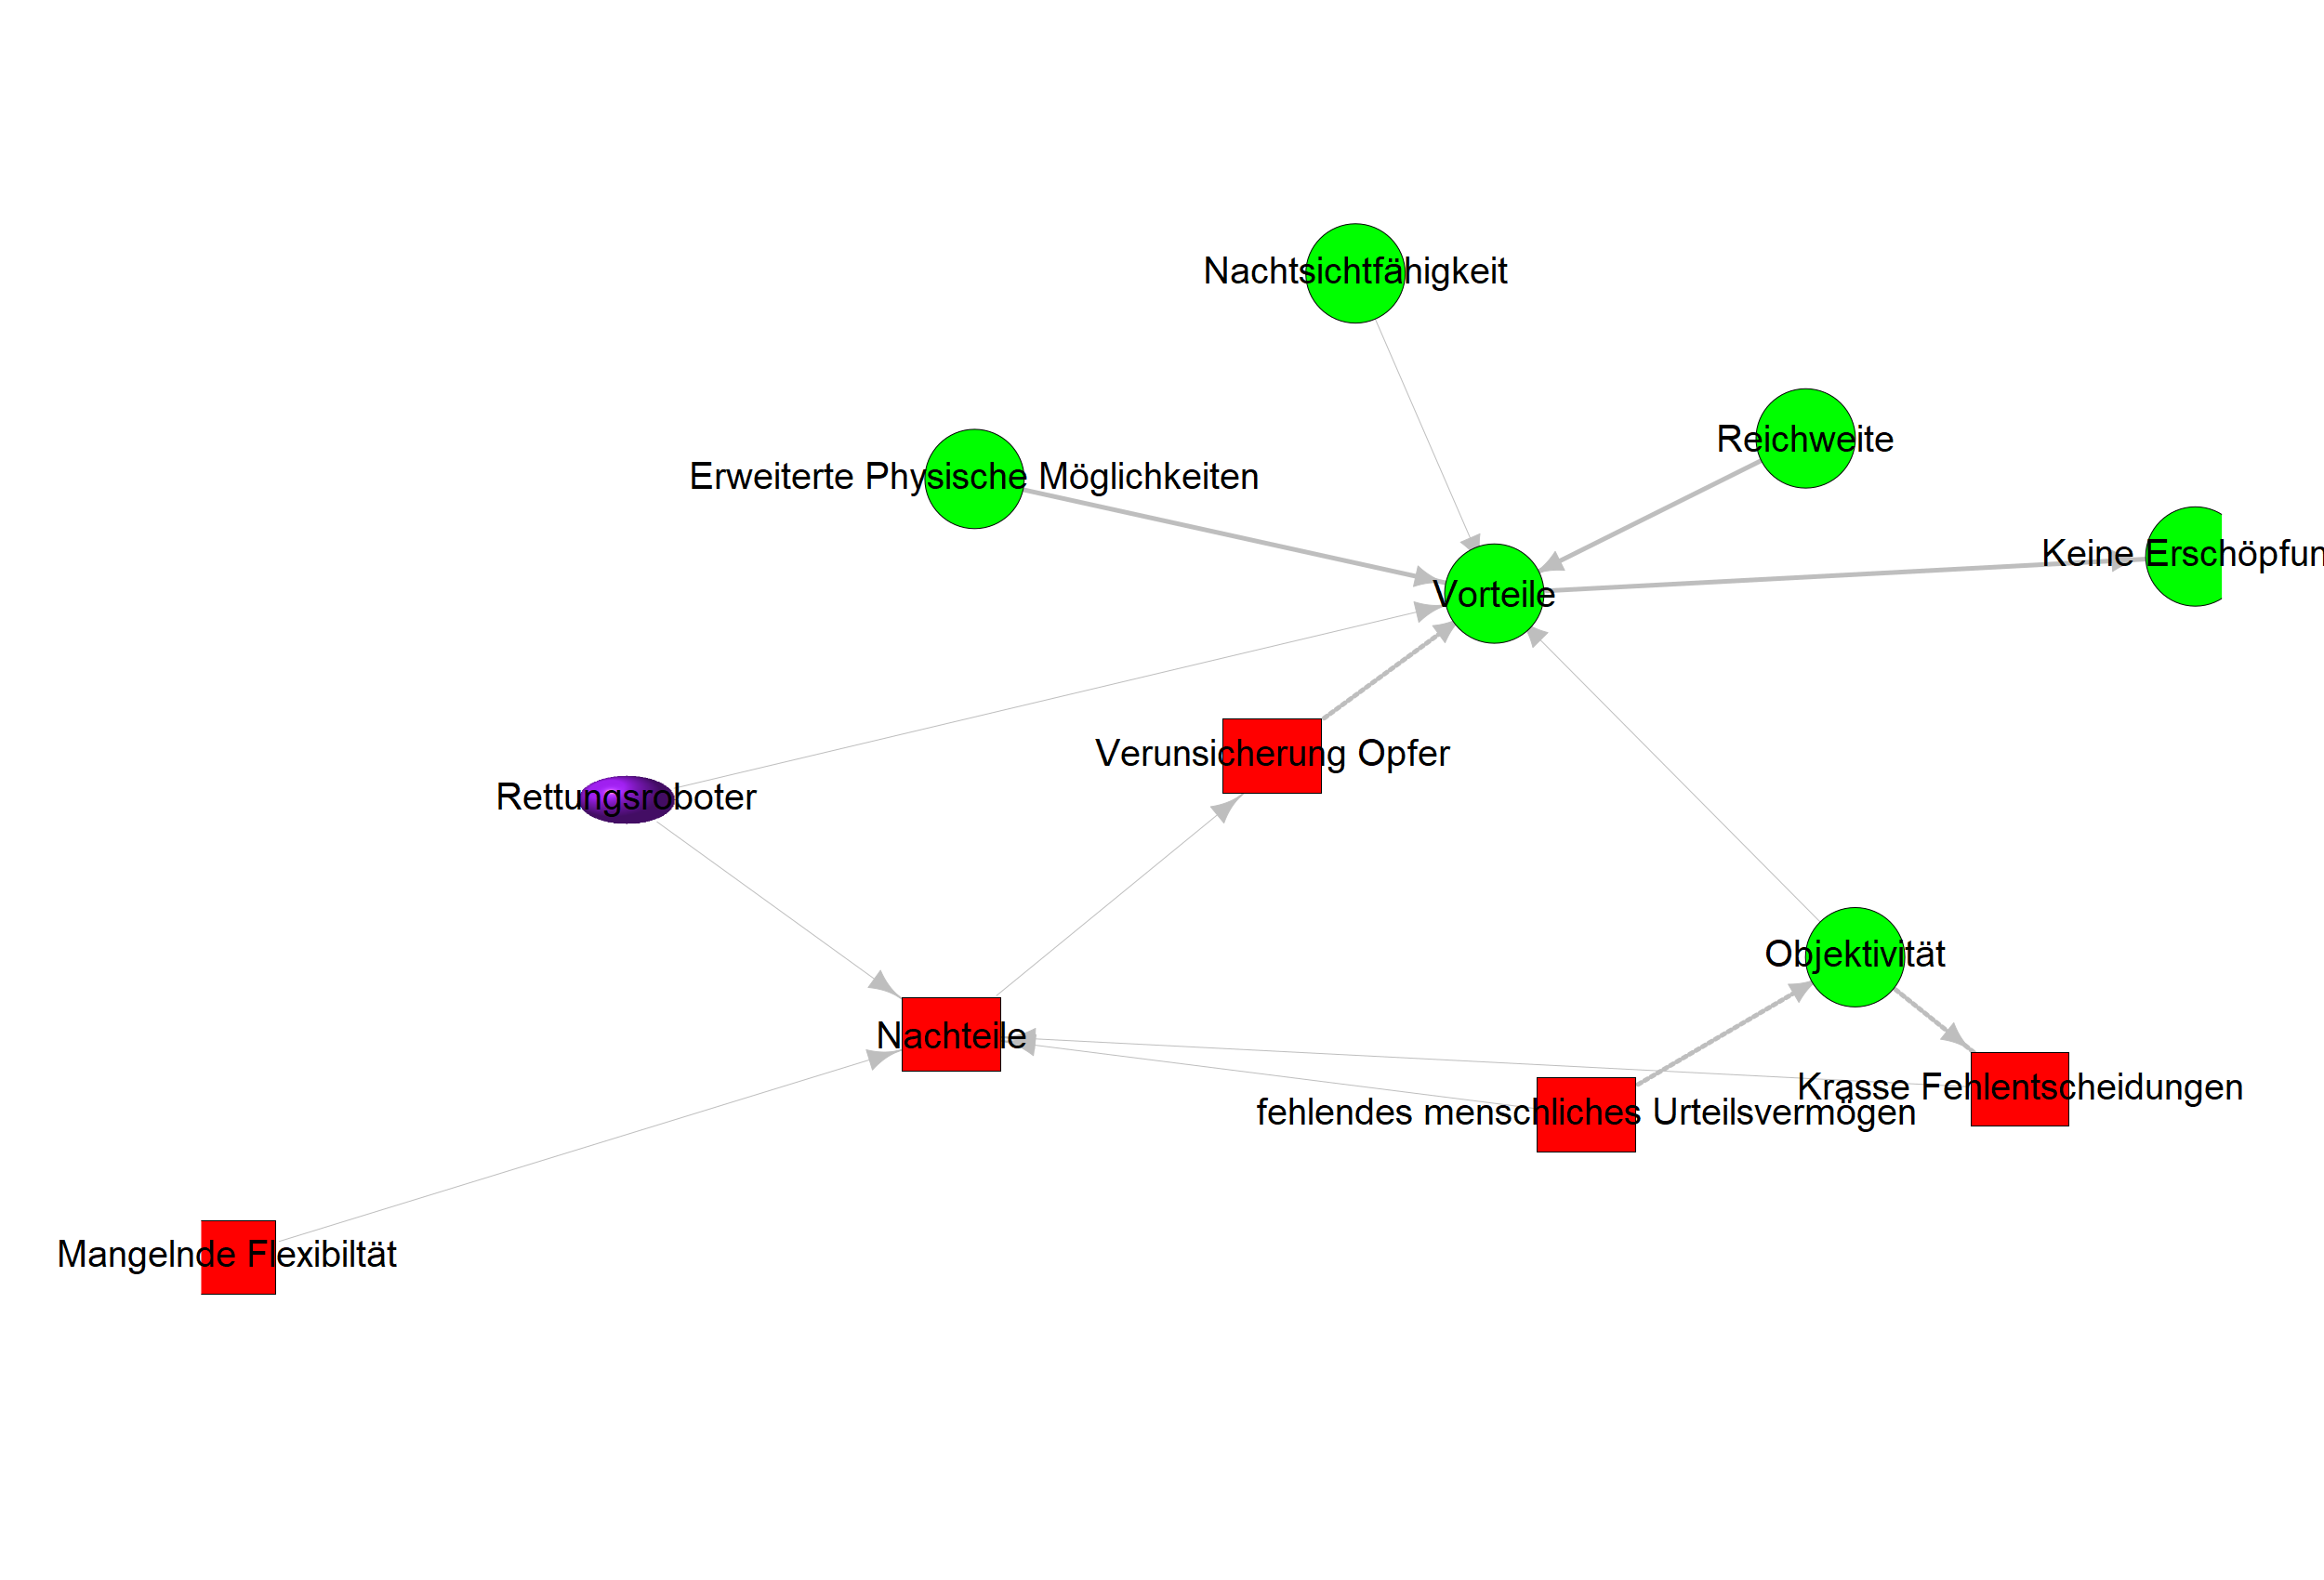 Nachtsichtfähigkeit
Reichweite
Erweiterte Physische Möglichkeiten
Keine Erschöpfun
Vorteile
Verunsicherung Opfer
Rettungsroboter
Objektivität
Nachteile
Krasse Fehlentscheidungen
fehlendes menschliches Urteilsvermögen
Mangelnde Flexibiltät